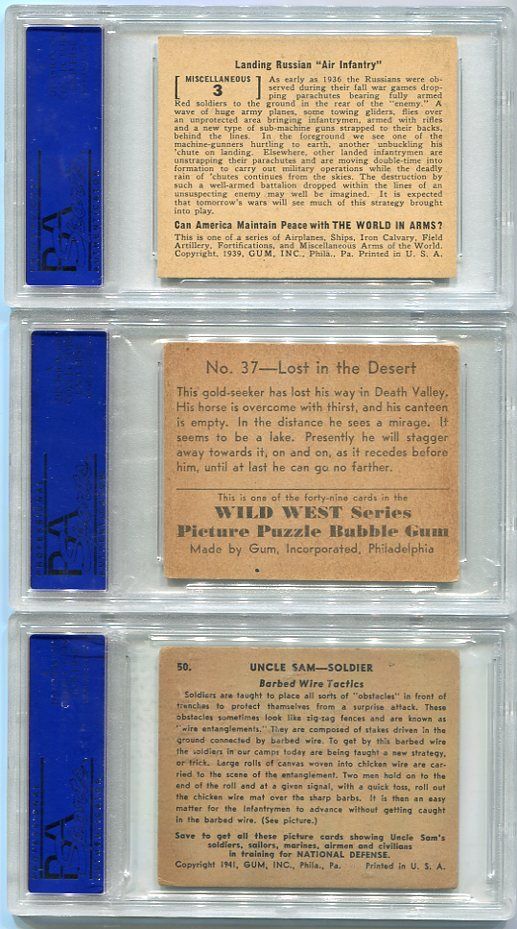 Landing Russian "Air Infantry"
[ MISCELLANEOUS 3 ]
As early as 1936 the Russians were ob-
served during their fall war games drop-
ping parachutes bearing fully armed
Red soldiers to the ground in the rear of the "enemy." A
wave of huge army planes, some towing gliders, flies over
an unprotected area bringing infantrymen, armed with rifles
and a new type of sub-machine guns strapped to their backs,
behind the lines. In the foreground we see one of the
machine-gunners hurtling to earth, another unbuckling his
'chute on landing. Elsewhere, other landed infantrymen are
unstrapping their parachutes and are moving double-time into
formation to carry out military operations while the deadly
rain of 'chutes continues from the skies. The destruction by
such a well-armed battalion dropped within the lines of an
unsuspecting enemy may well be imagined. It is expected
that tomorrow's wars will see much of this strategy brought
into play.
Can America Maintain Peace with THE WORLD IN ARMS?
This is one of a series of Airplanes, Ships, Iron Calvary, Field
Artillery, Fortifications, and Miscellaneous Arms of the World.
Copyright, 1939, GUM, INC., Phila., Pa. Printed in U. S. A.
No. 37—Lost in the Desert
This gold-seeker has lost his way in Death Valley.
His horse is overcome with thirst, and his canteen
is empty. In the distance he sees a mirage. It
seems to be a lake. Presently he will stagger
away towards it, on and on, as it recedes before
him, until at last he can go no farther.
This is one of the forty-nine cards in the
WILD WEST Series
Picture Puzzle Bubble Gum
Made by Gum, Incorporated, Philadelphia
50. UNCLE SAM—SOLDIER
Barbed Wire Tactics
Soldiers are taught to place all sorts of "obstacles" in front of
trenches to protect themselves from a surprise attack. These
obstacles sometimes look like zig-zag fences and are known as
"wire entanglements." They are composed of stakes driven in the
ground connected by barbed wire. To get by this barbed wire
the soldiers in our camps today are being taught a new strategy,
or trick. Large rolls of canvas woven into chicken wire are car-
ried to the scene of the entanglement. Two men hold on to the
end of the roll and at a given signal, with a quick toss, roll out
the chicken wire mat over the sharp barbs. It is then an easy
matter for the Infantrymen to advance without getting caught
in the barbed wire. (See picture.)
Save to get all these picture cards showing Uncle Sam's
soldiers, sailors, marines, airmen and civilians
in training for NATIONAL DEFENSE.
Copyright 1941, GUM, INC., Phila., Pa. Printed in U. S. A.